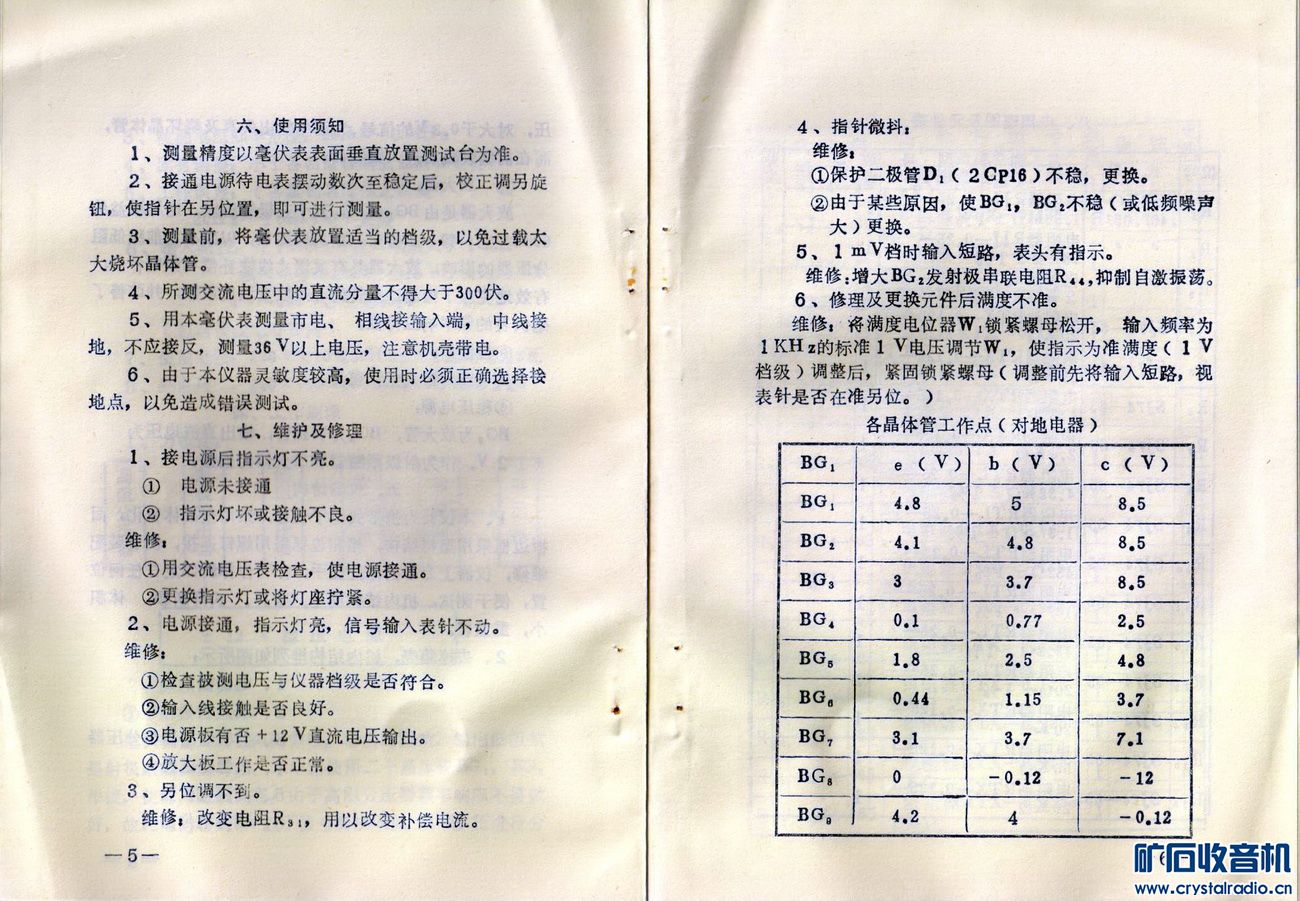 六、使用须知
1、测量精度以毫伏表表面垂直放置测试台为准。
2、接通电源待电表摆动数次至稳定后，校正调另旋
钮，使指针在另位置，即可进行测量。
3、测量前，将毫伏表放置适当的档级，以免过载太
大烧坏晶体管。
4、所测交流电压中的直流分量不得大于300伏。
5、用本毫伏表测量市电、 相线接输入端， 中线接
地，不应接反，测量36V以上电压，注意机壳带电。
6、由于本仪器灵敏度较高，使用时必须正确选择接
地点，以免造成错误测试。
七、维护及修理
1、接电源后指示灯不亮。
① 电源未接通
② 指示灯坏或接触不良。
维修：
①用交流电压表检查，使电源接通。
②更换指示灯或将灯座拧紧。
2、电源接通，指示灯亮，信号输入表针不动。
维修：
①检查被测电压与仪器档级是否符合。
②输入线接触是否良好。
③电源板有否+12V直流电压输出。
④放大板工作是否正常。
3、另位调不到。
维修：改变电阻R₃₁，用以改变补偿电流。
—5—
4、指针微抖：
维修：
①保护二极管D₁（2CP16）不稳，更换。
②由于某些原因，使BG₁，BG₂不稳（或低频噪声
大）更换。
5、1mV档时输入短路，表头有指示。
维修：增大BG₂发射极串联电阻R₄₄，抑制自激振荡。
6、修理及更换元件后满度不准。
维修：将满度电位器W₁锁紧螺母松开， 输入频率为
1KHz的标准1V电压调节W₁，使指示为准满度（1V
档级）调整后，紧固锁紧螺母（调整前先将输入短路，视
表针是否在准另位。）
各晶体管工作点（对地电器）
BG₁ e（V） b（V） c（V）
BG₁ 4.8 5 8.5
BG₂ 4.1 4.8 8.5
BG₃ 3 3.7 8.5
BG₄ 0.1 0.77 2.5
BG₅ 1.8 2.5 4.8
BG₆ 0.44 1.15 3.7
BG₇ 3.1 3.7 7.1
BG₈ 0 -0.12 -12
BG₉ 4.2 4 -0.12
6
矿石收音机
www.crystalradio.cn